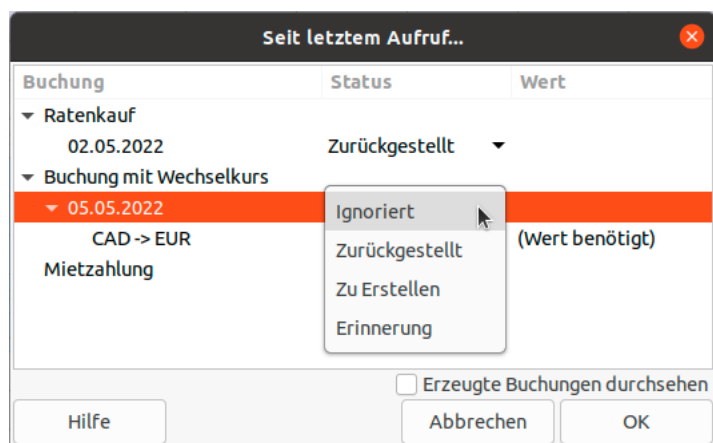 Seit letztem Aufruf...
Buchung Status Wert
Ratenkauf
02.05.2022 Zurückgestellt
Buchung mit Wechselkurs
05.05.2022
Ignoriert
CAD -> EUR (Wert benötigt)
Zurückgestellt
Mietzahlung
Zu Erstellen
Erinnerung
Erzeugte Buchungen durchsehen
Hilfe Abbrechen OK